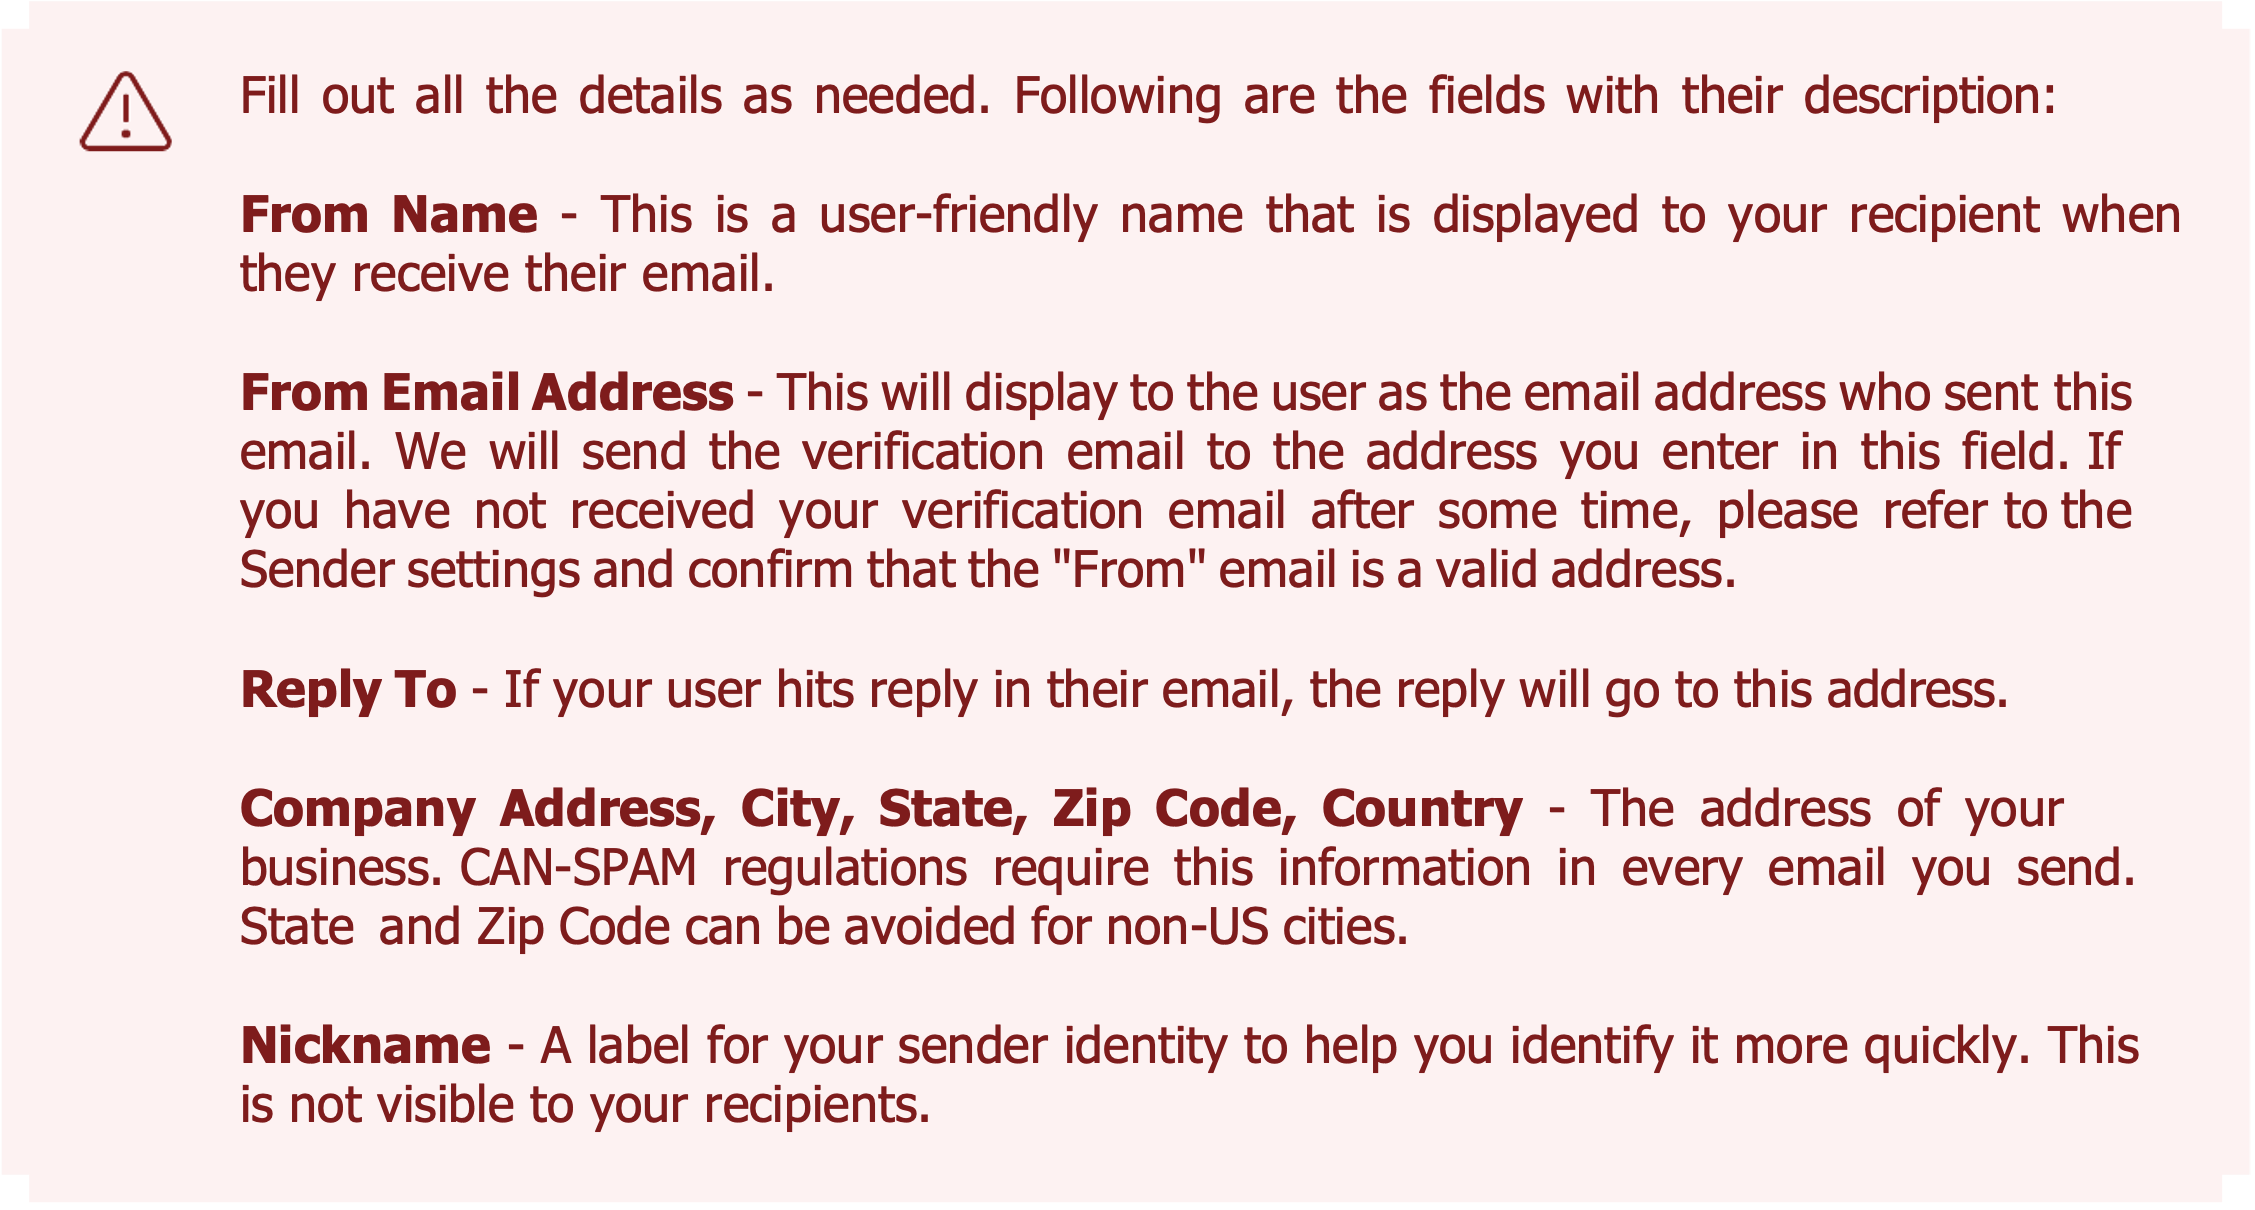 Fill out all the details as needed. Following are the fields with their description:
From Name - This is a user-friendly name that is displayed to your recipient when
they receive their email.
From Email Address - This will display to the user as the email address who sent this
email. We will send the verification email to the address you enter in this field. If
you have not received your verification email after some time, please refer to the
Sender settings and confirm that the "From" email is a valid address.
Reply To - If your user hits reply in their email, the reply will go to this address.
Company Address, City, State, Zip Code, Country - The address of your
business. CAN-SPAM regulations require this information in every email you send.
State and Zip Code can be avoided for non-US cities.
Nickname - A label for your sender identity to help you identify it more quickly. This
is not visible to your recipients.